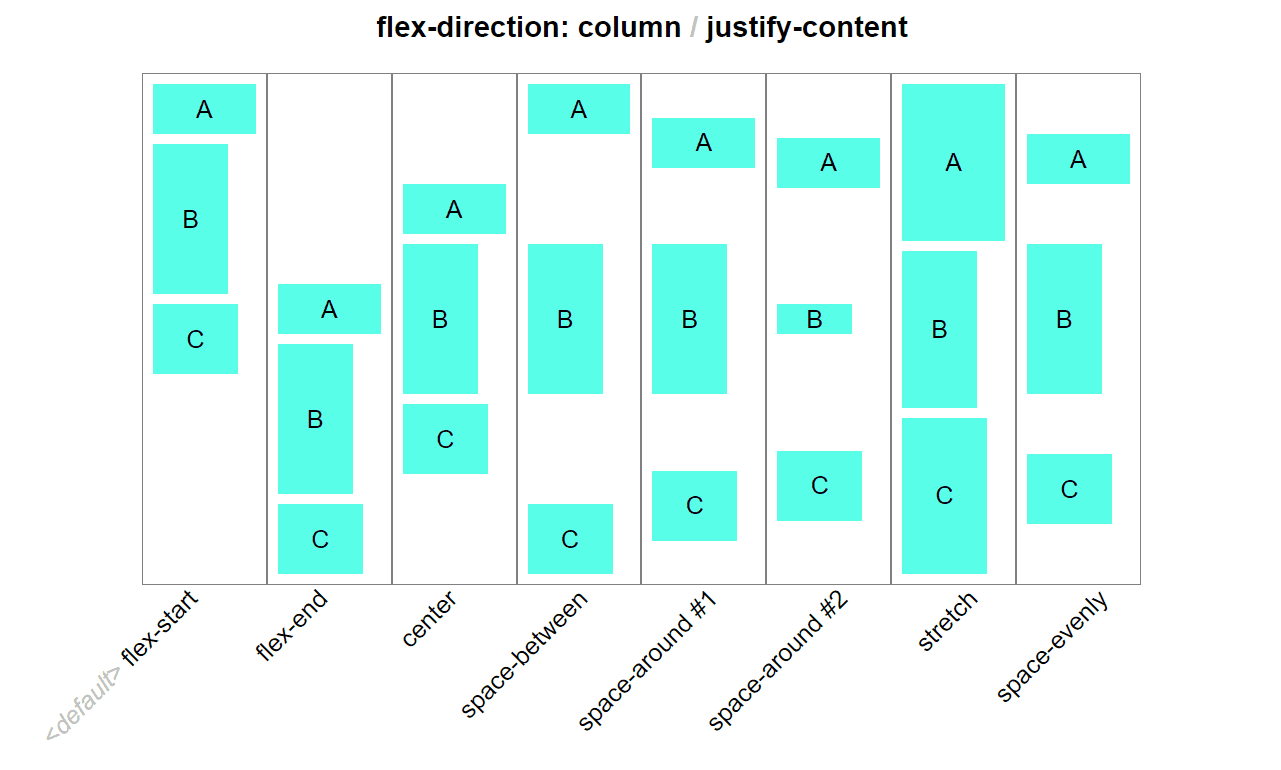 flex-direction: column / justify-content
A
B
C
A
B
C
A
B
C
A
B
C
A
B
C
A
B
C
A
B
C
A
B
C
<default> flex-start
flex-end
center
space-between
space-around #1
space-around #2
stretch
space-evenly